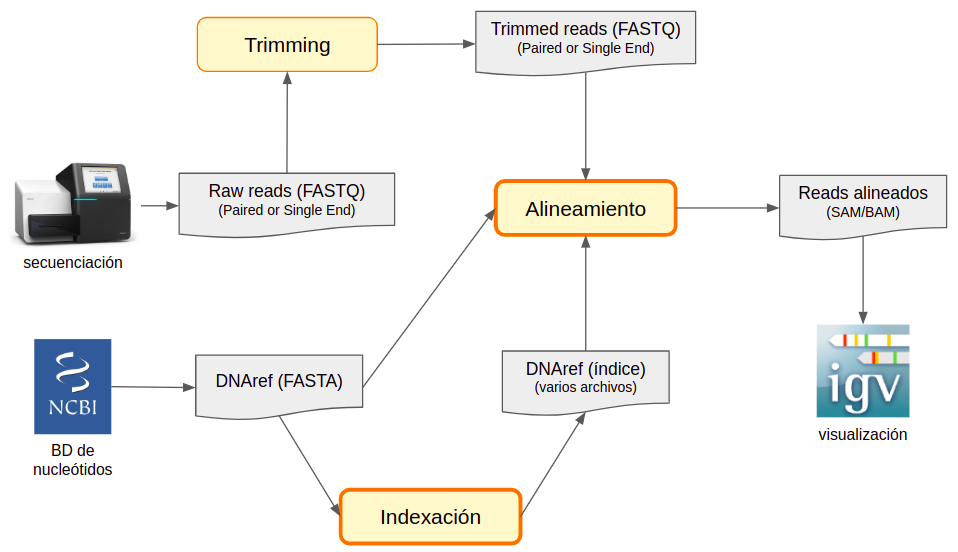 Trimming
Trimmed reads (FASTQ)
(Paired or Single End)
Raw reads (FASTQ)
(Paired or Single End)
secuenciación
Alineamiento
Reads alineados
(SAM/BAM)
NCBI
BD de
nucleótidos
DNAref (FASTA)
DNAref (índice)
(varios archivos)
igv
visualización
Indexación